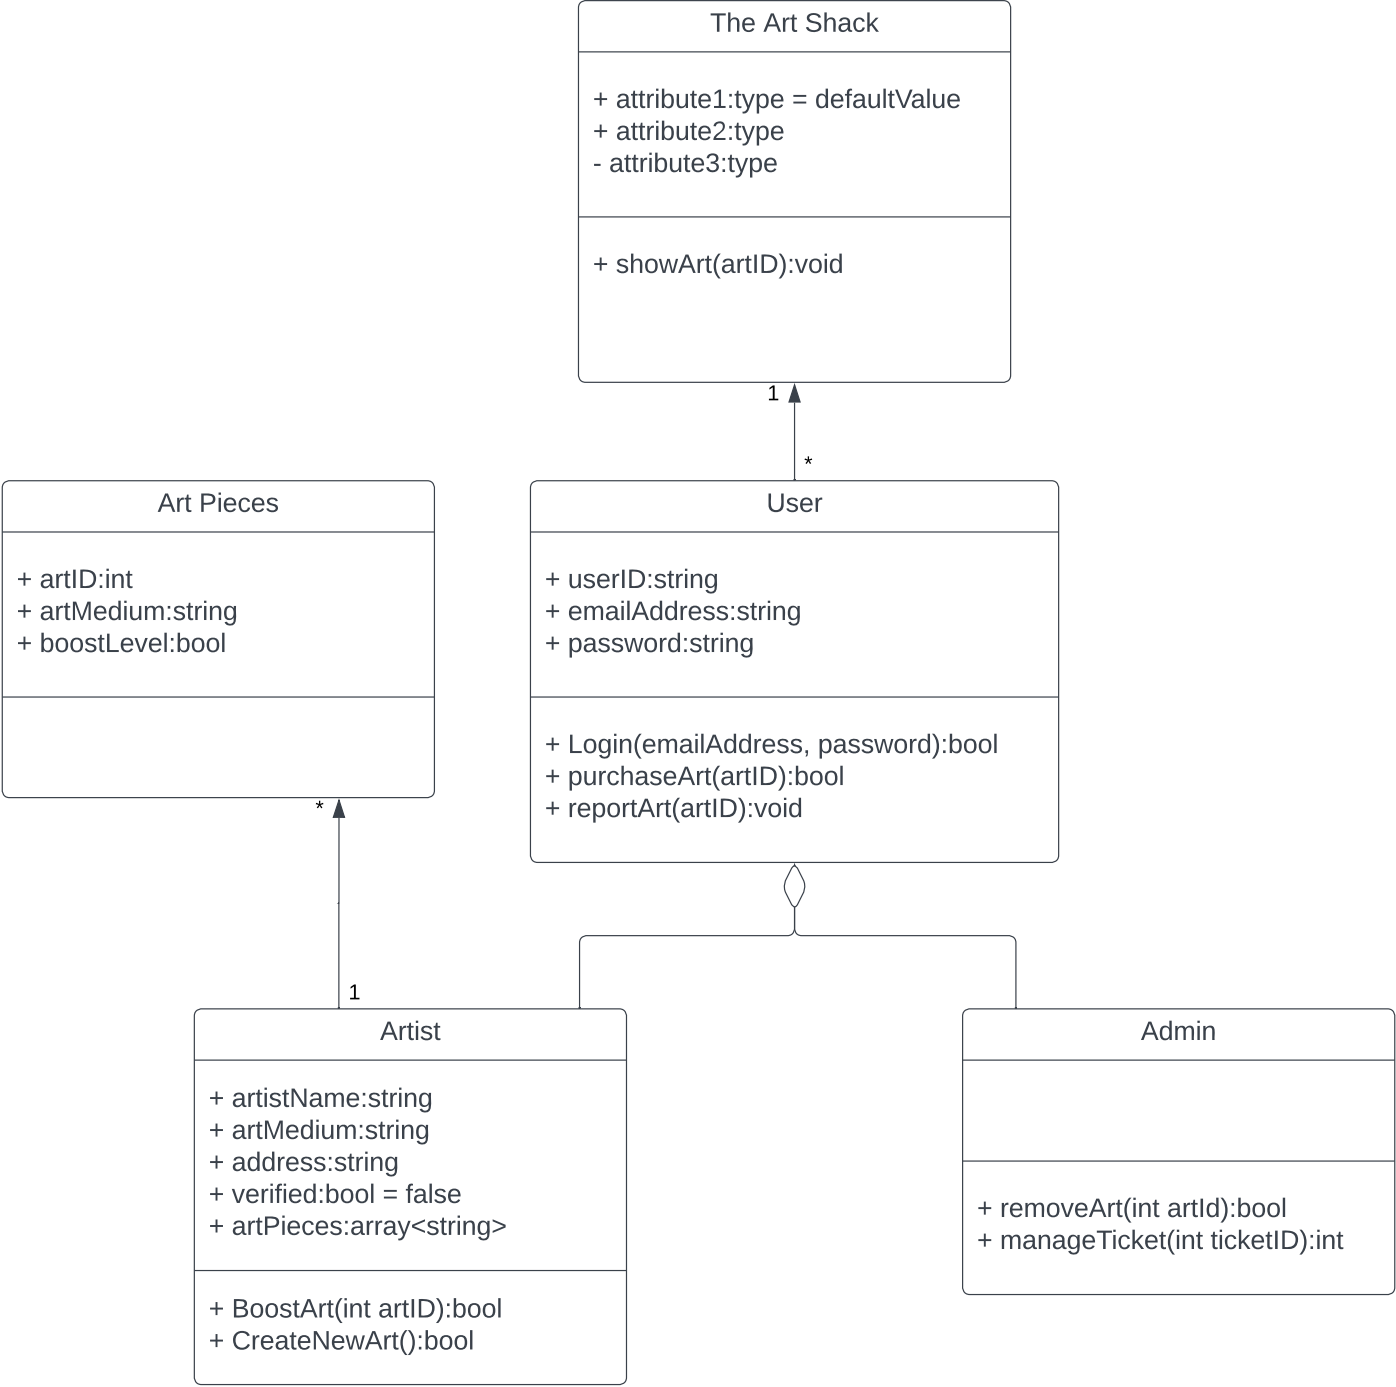 The Art Shack
+ attribute1:type = defaultValue
+ attribute2:type
- attribute3:type
+ showArt(artID):void
1
*
Art Pieces
+ artID:int
+ artMedium:string
+ boostLevel:bool
*
1
User
+ userID:string
+ emailAddress:string
+ password:string
+ Login(emailAddress, password):bool
+ purchaseArt(artID):bool
+ reportArt(artID):void
Artist
+ artistName:string
+ artMedium:string
+ address:string
+ verified:bool = false
+ artPieces:array<string>
+ BoostArt(int artID):bool
+ CreateNewArt():bool
Admin
+ removeArt(int artId):bool
+ manageTicket(int ticketID):int